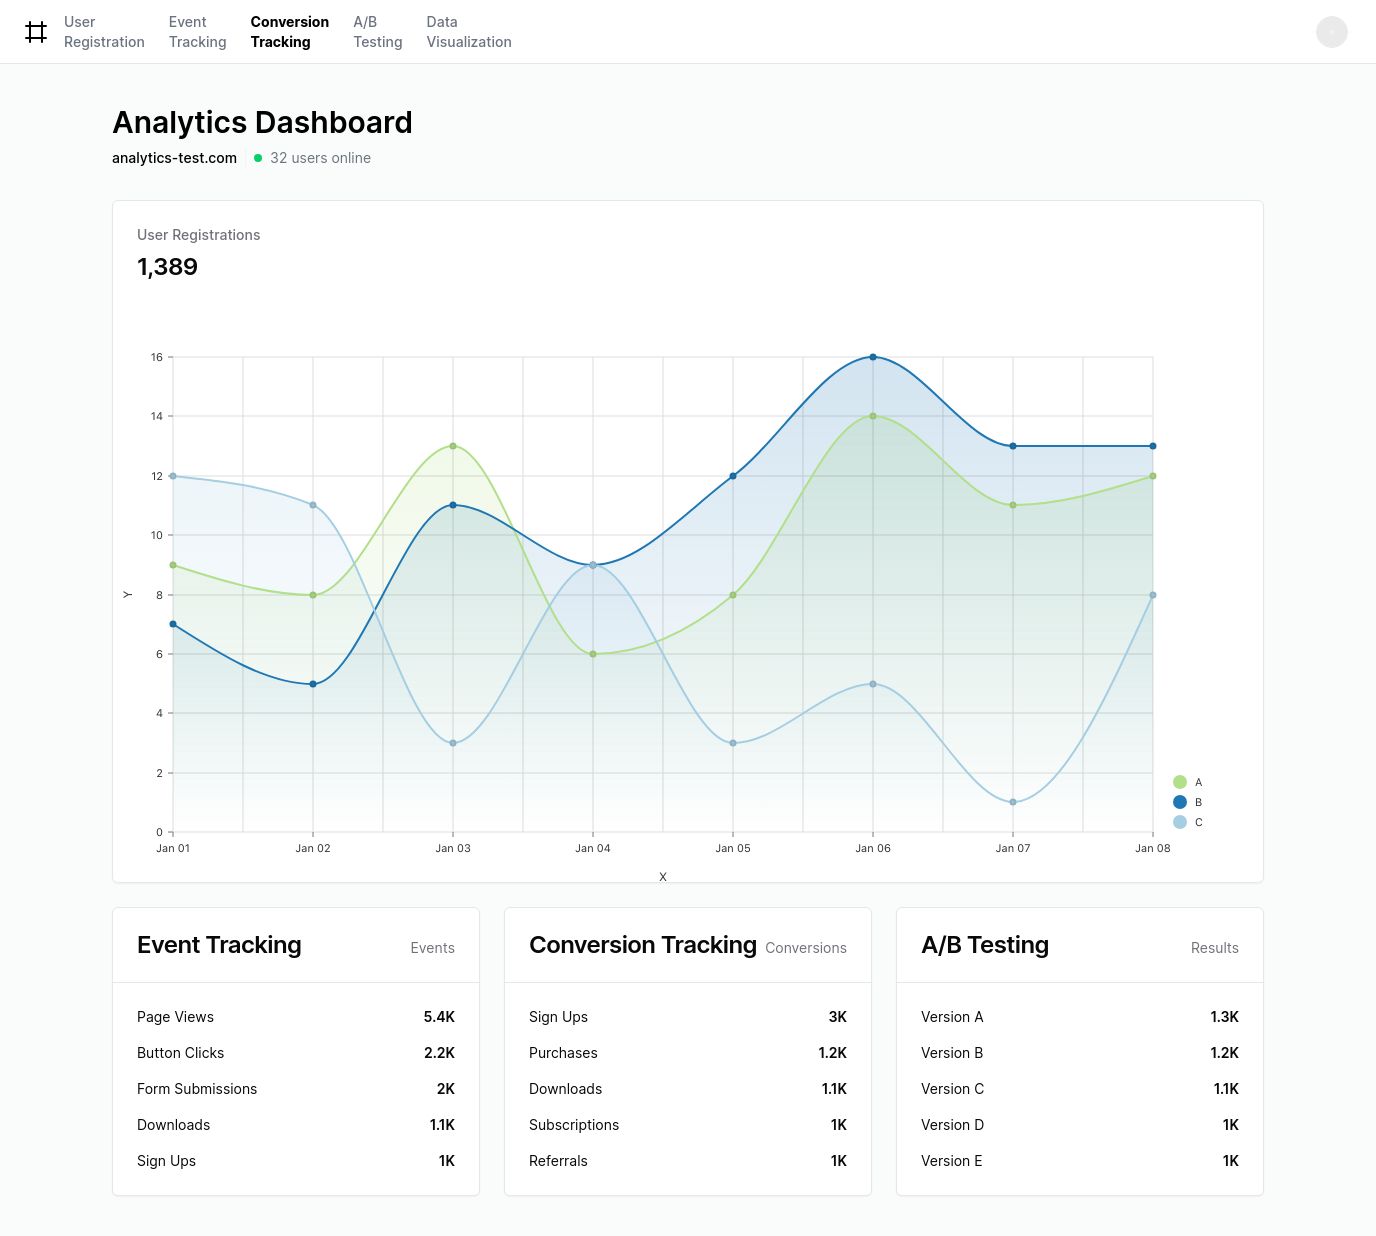 User Registration
Event Tracking
Conversion Tracking
A/B Testing
Data Visualization
Analytics Dashboard
analytics-test.com
32 users online
User Registrations
1,389
16
14
12
10
8
6
4
2
0
Y
Jan 01
Jan 02
Jan 03
Jan 04
Jan 05
Jan 06
Jan 07
Jan 08
X
A
B
C
Event Tracking Events
Page Views 5.4K
Button Clicks 2.2K
Form Submissions 2K
Downloads 1.1K
Sign Ups 1K
Conversion Tracking Conversions
Sign Ups 3K
Purchases 1.2K
Downloads 1.1K
Subscriptions 1K
Referrals 1K
A/B Testing Results
Version A 1.3K
Version B 1.2K
Version C 1.1K
Version D 1K
Version E 1K